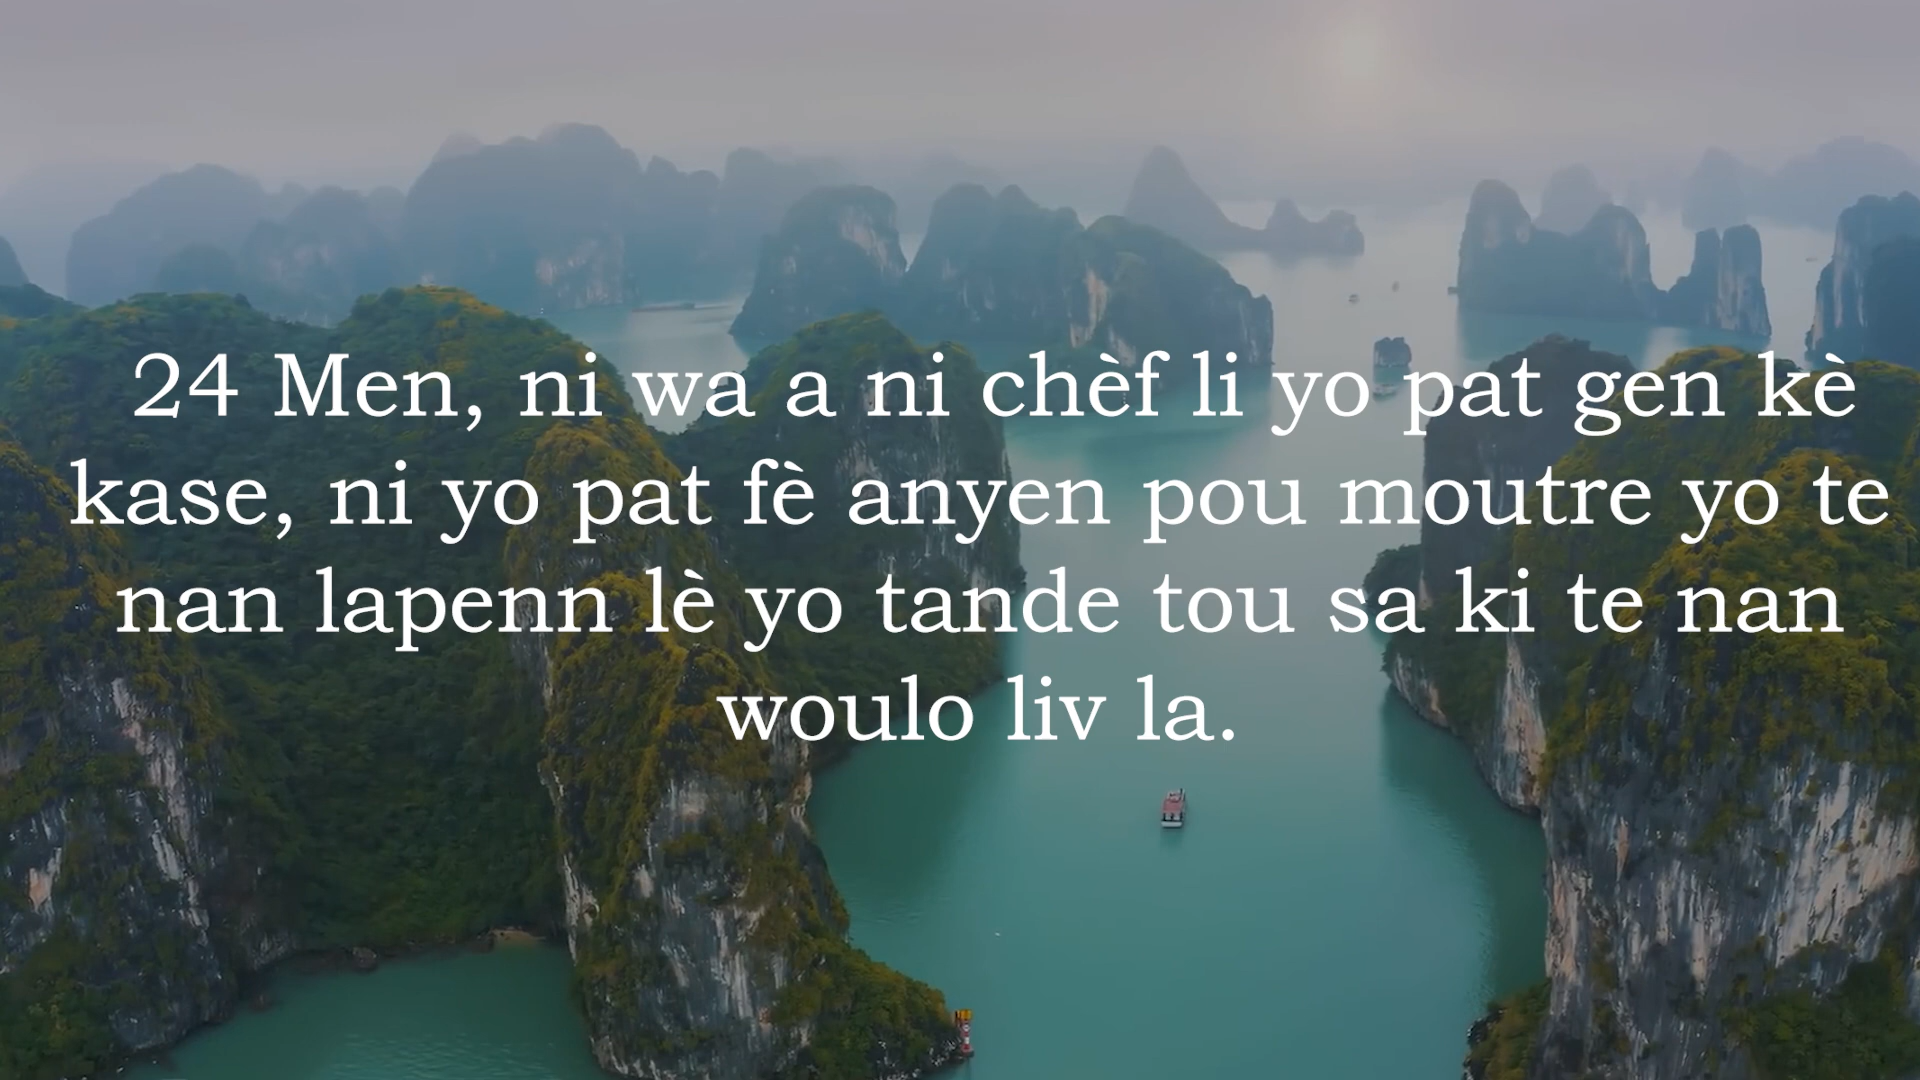 24 Men, ni wa a ni chèf li yo pat gen kè
kase, ni yo pat fè anyen pou moutre yo te
nan lapenn lè yo tande tou sa ki te nan
woulo liv la.